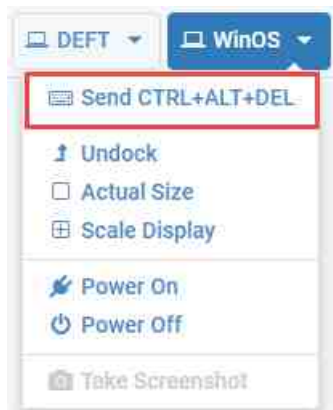 DEFT WinOS
Send CTRL+ALT+DEL
Undock
Actual Size
Scale Display
Power On
Power Off
Take Screenshot